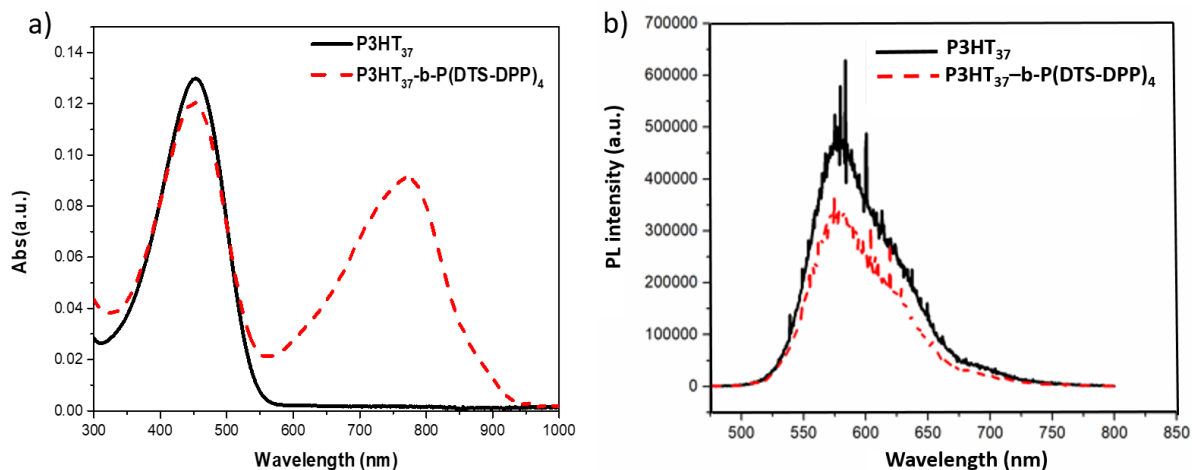 a)
P3HT37
P3HT37-b-P(DTS-DPP)4
Abs(a.u.)
0.14
0.12
0.10
0.08
0.06
0.04
0.02
0.00
300 400 500 600 700 800 900 1000
Wavelength (nm)
b)
P3HT37
P3HT37–b-P(DTS-DPP)4
PL intensity (a.u.)
700000
600000
500000
400000
300000
200000
100000
0
500 550 600 650 700 750 800 850
Wavelength (nm)